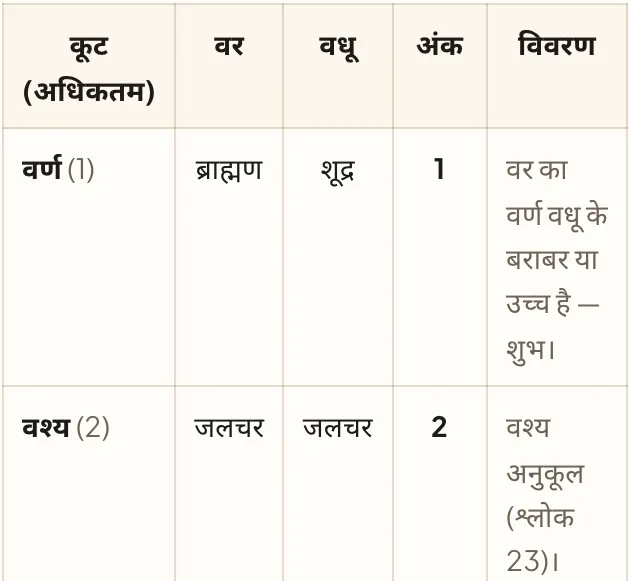 कूट वर वधू अंक विवरण
(अधिकतम)
वर्ण (1) ब्राह्मण शूद्र 1 वर का
वर्ण वधू के
बराबर या
उच्च है —
शुभ।
वश्य (2) जलचर जलचर 2 वश्य
अनुकूल
(श्लोक
23)।